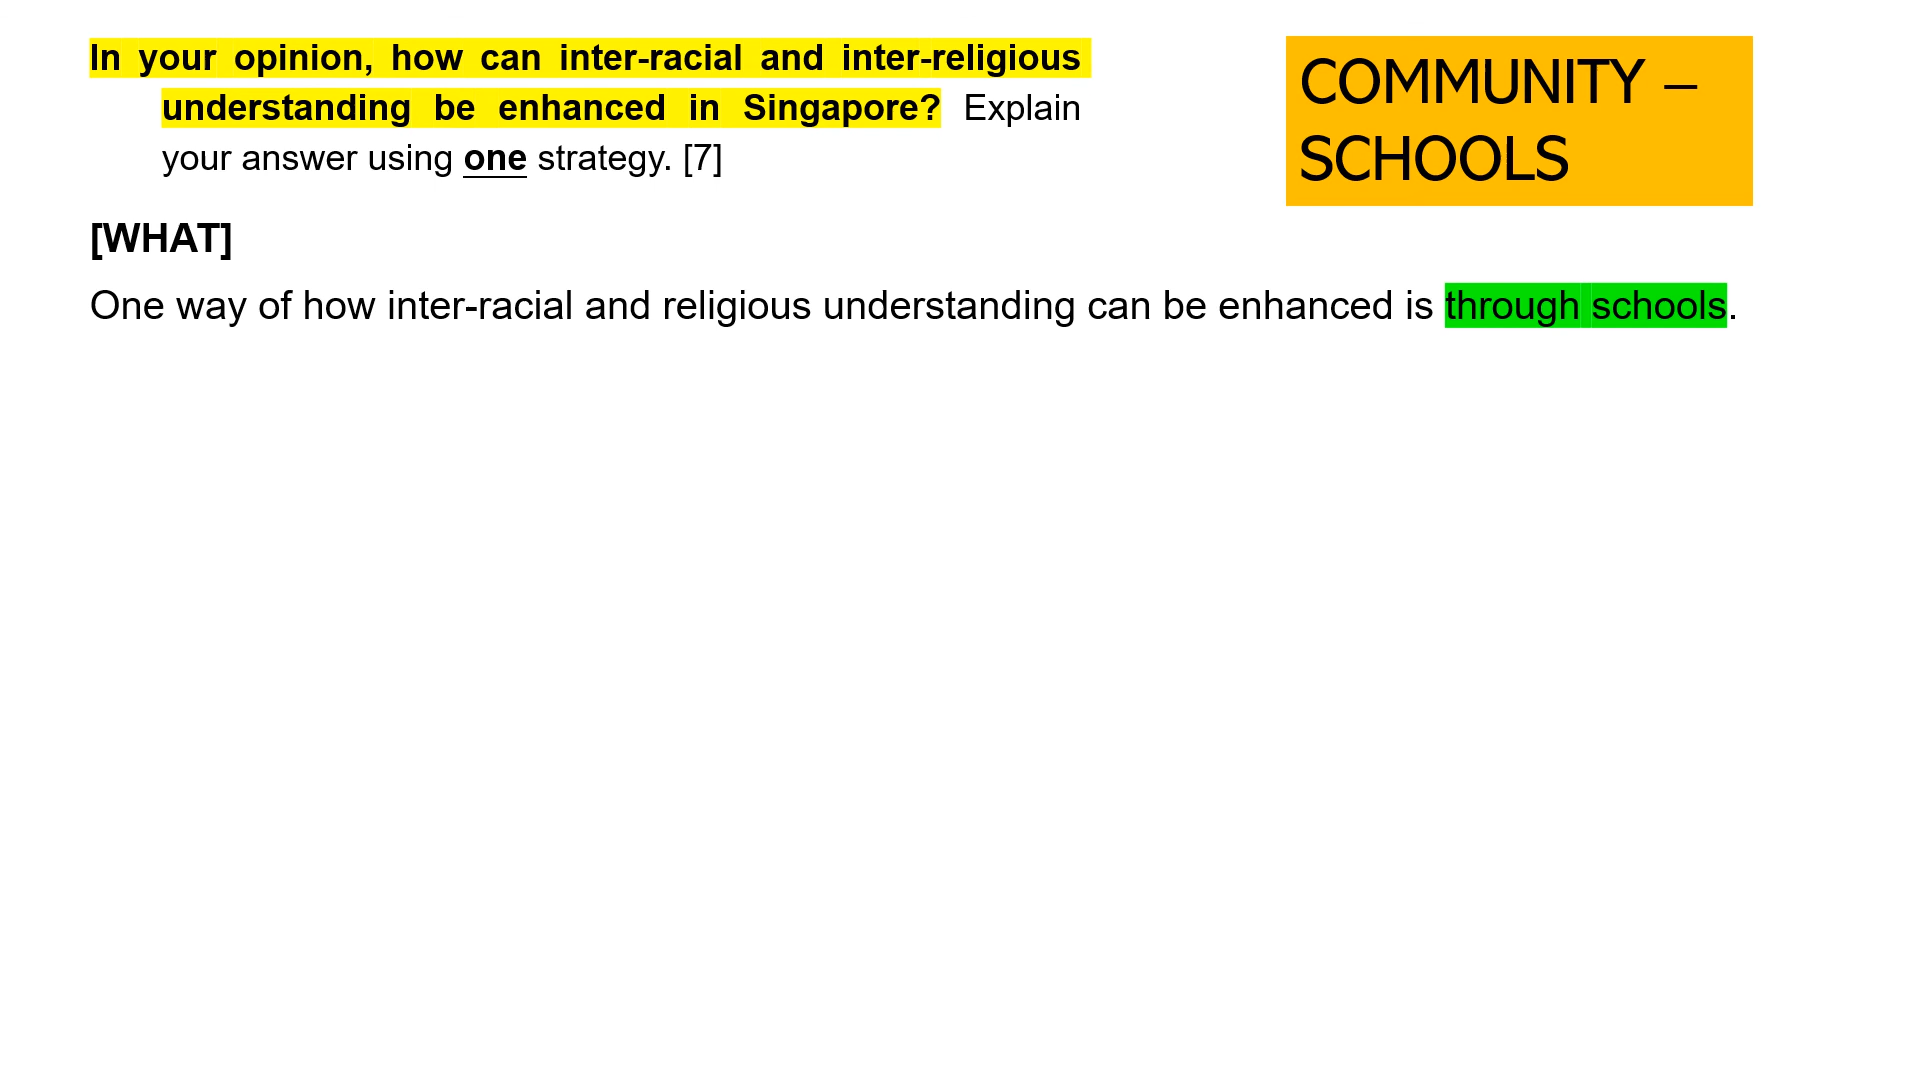 In your opinion, how can inter-racial and inter-religious
understanding be enhanced in Singapore? Explain
your answer using one strategy. [7]
COMMUNITY –
SCHOOLS
[WHAT]
One way of how inter-racial and religious understanding can be enhanced is through schools.